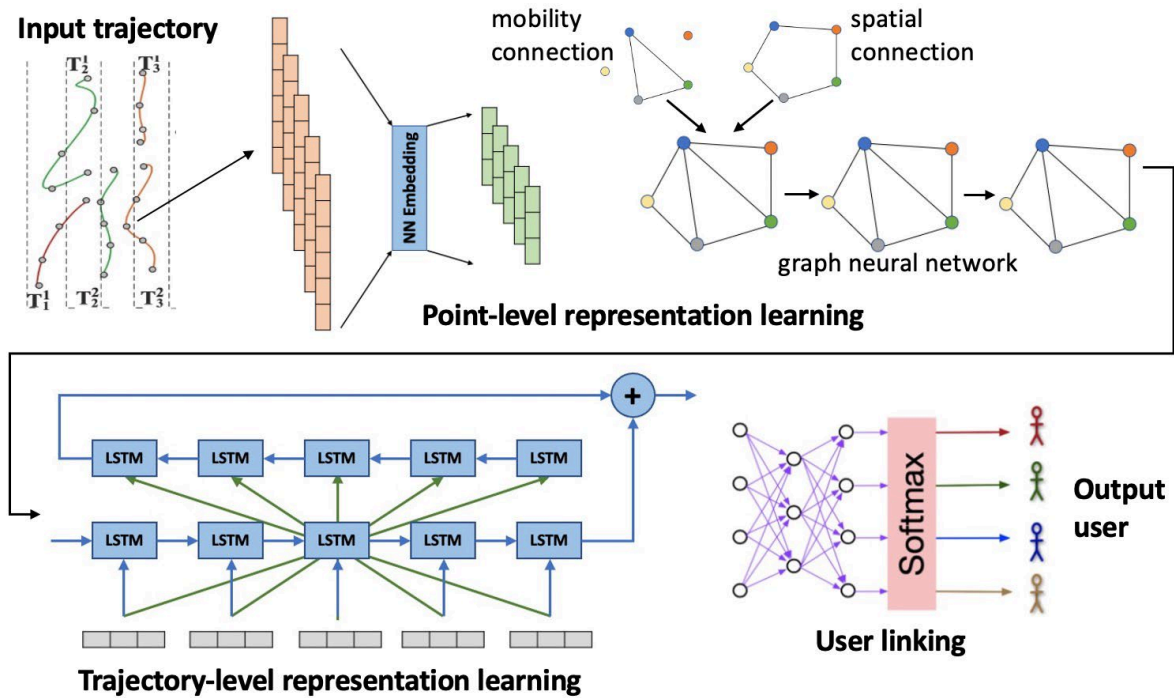 Input trajectory
mobility
connection
spatial
connection
T₂¹
T₃¹
NN Embedding
T₁¹
T₂²
T₃²
graph neural network
Point-level representation learning
+
LSTM
LSTM
LSTM
LSTM
LSTM
LSTM
LSTM
LSTM
LSTM
LSTM
Softmax
Output
user
User linking
Trajectory-level representation learning